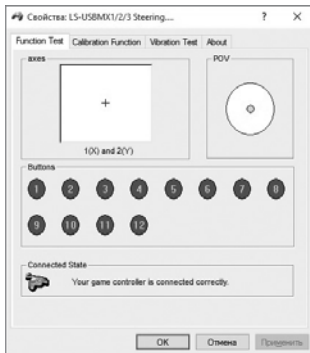 Свойства: L5-USBMX1/2/3 Steering....
Function Test Calibration Function Vibration Test About
axes
POV
1(X) and 2(Y)
Buttons
1 2 3 4 5 6 7 8
9 10 11 12
Connected State
Your game controller is connected correctly.
OK Отмена Применить